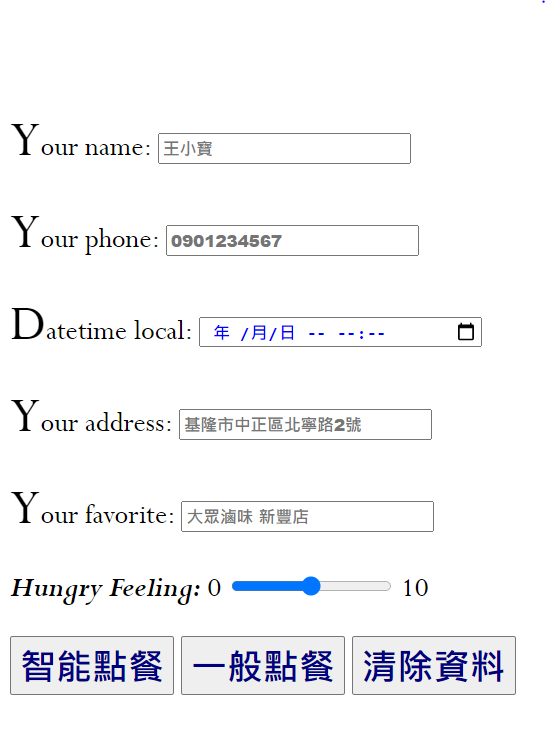 Your name: 王小寶
Your phone: 0901234567
Datetime local: 年 /月/日 -- --:--
Your address: 基隆市中正區北寧路2號
Your favorite: 大眾滷味 新豐店
Hungry Feeling: 0 10
智能點餐 一般點餐 清除資料